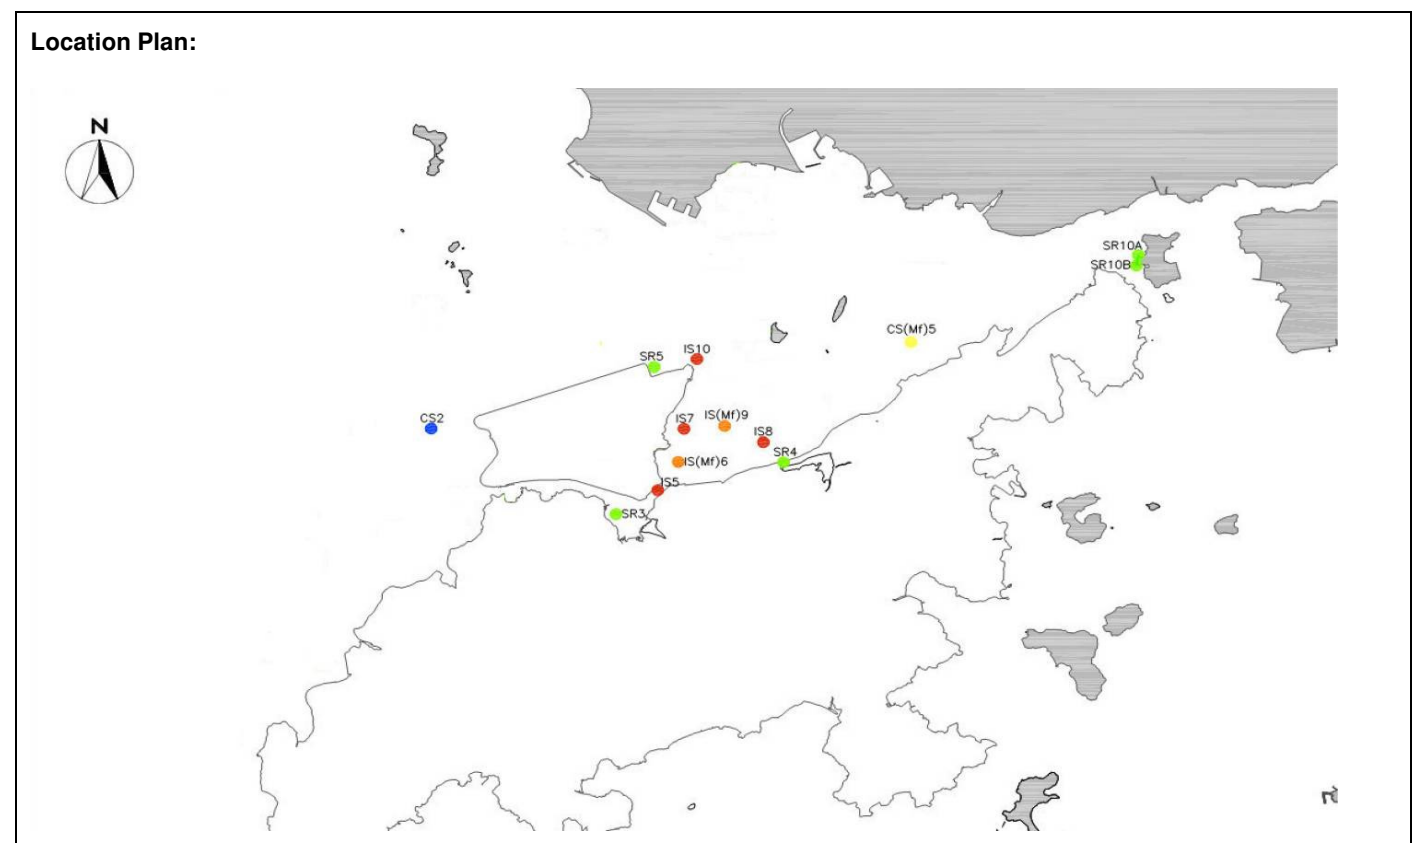 Location Plan:
N
SR10A
SR10B
CS(Mf)5
IS10
SR5
IS(Mf)9
CS2
IS7
IS8
SR4
IS(Mf)6
IS5
SR3